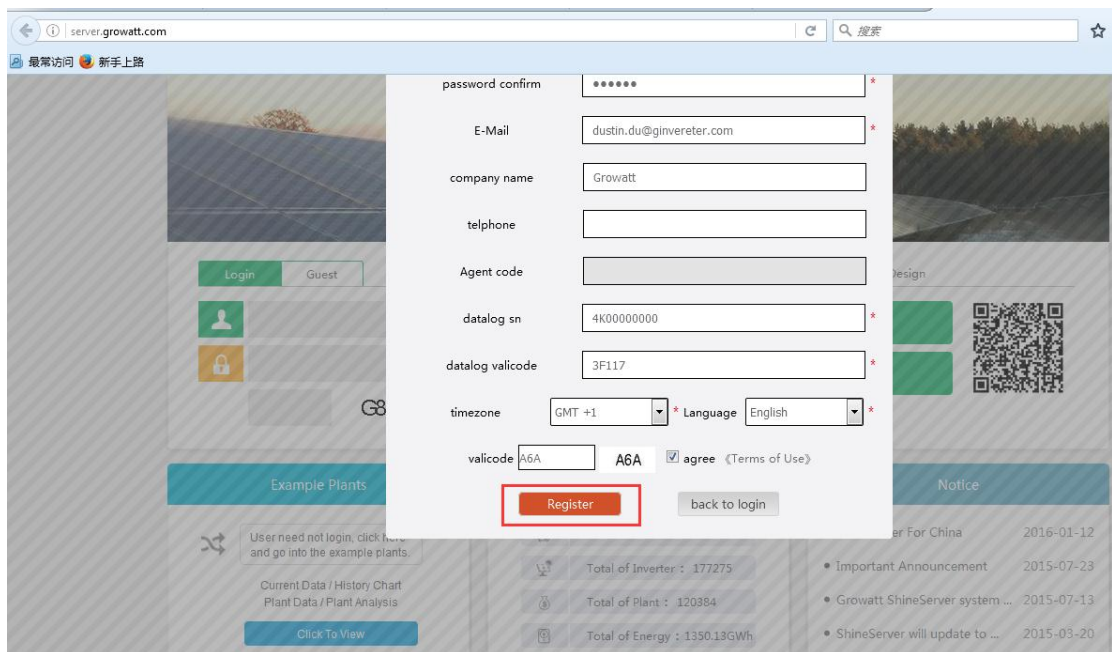 server.growatt.com
搜索
最常访问 新手上路
password confirm ●●●●●● *
E-Mail dustin.du@ginvereter.com *
company name Growatt
telphone
Agent code
datalog sn 4K00000000 *
datalog valicode 3F117 *
timezone GMT +1 * Language English *
valicode A6A A6A agree 《Terms of Use》
Register back to login
Login Guest
Design
G8
Example Plants
User need not login, click here
and go into the example plants.
Current Data / History Chart
Plant Data / Plant Analysis
Click To View
Total of Inverter : 177275
Total of Plant : 120384
Total of Energy : 1350.13GWh
Notice
er For China 2016-01-12
• Important Announcement 2015-07-23
• Growatt ShineServer system ... 2015-07-13
• ShineServer will update to ... 2015-03-20